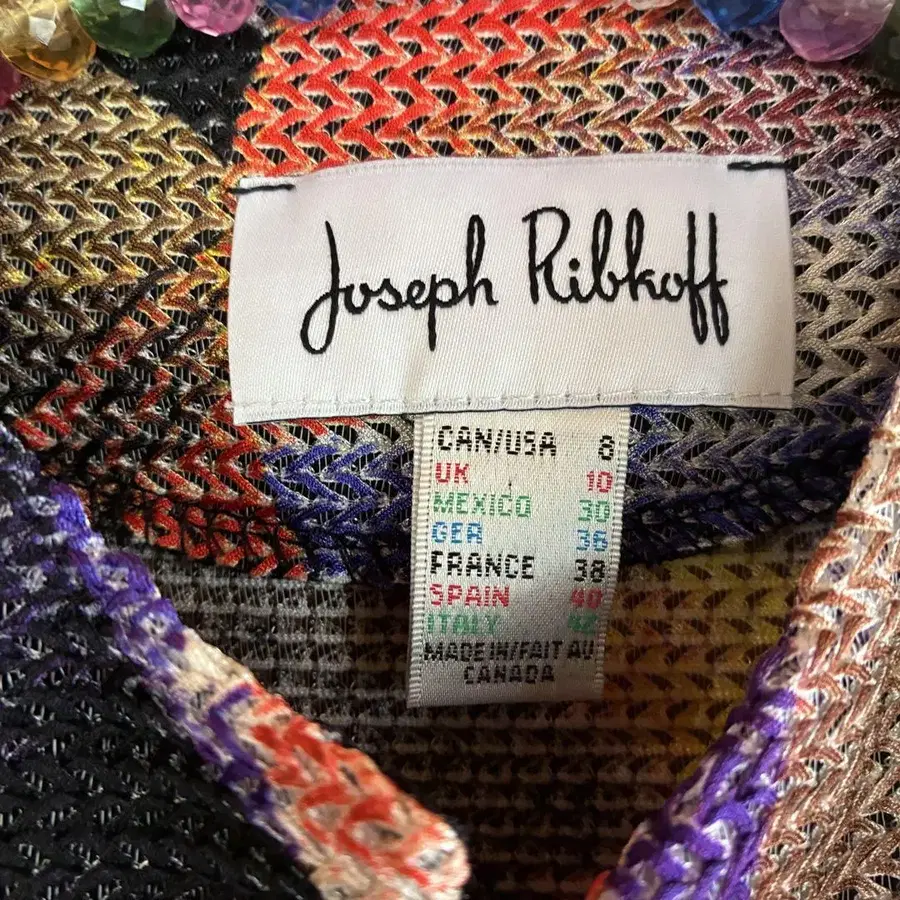 Joseph Ribkoff
CAN/USA 8
UK 10
MEXICO 30
GER 36
FRANCE 38
SPAIN 40
ITALY 42
MADE IN/FAIT AU
CANADA